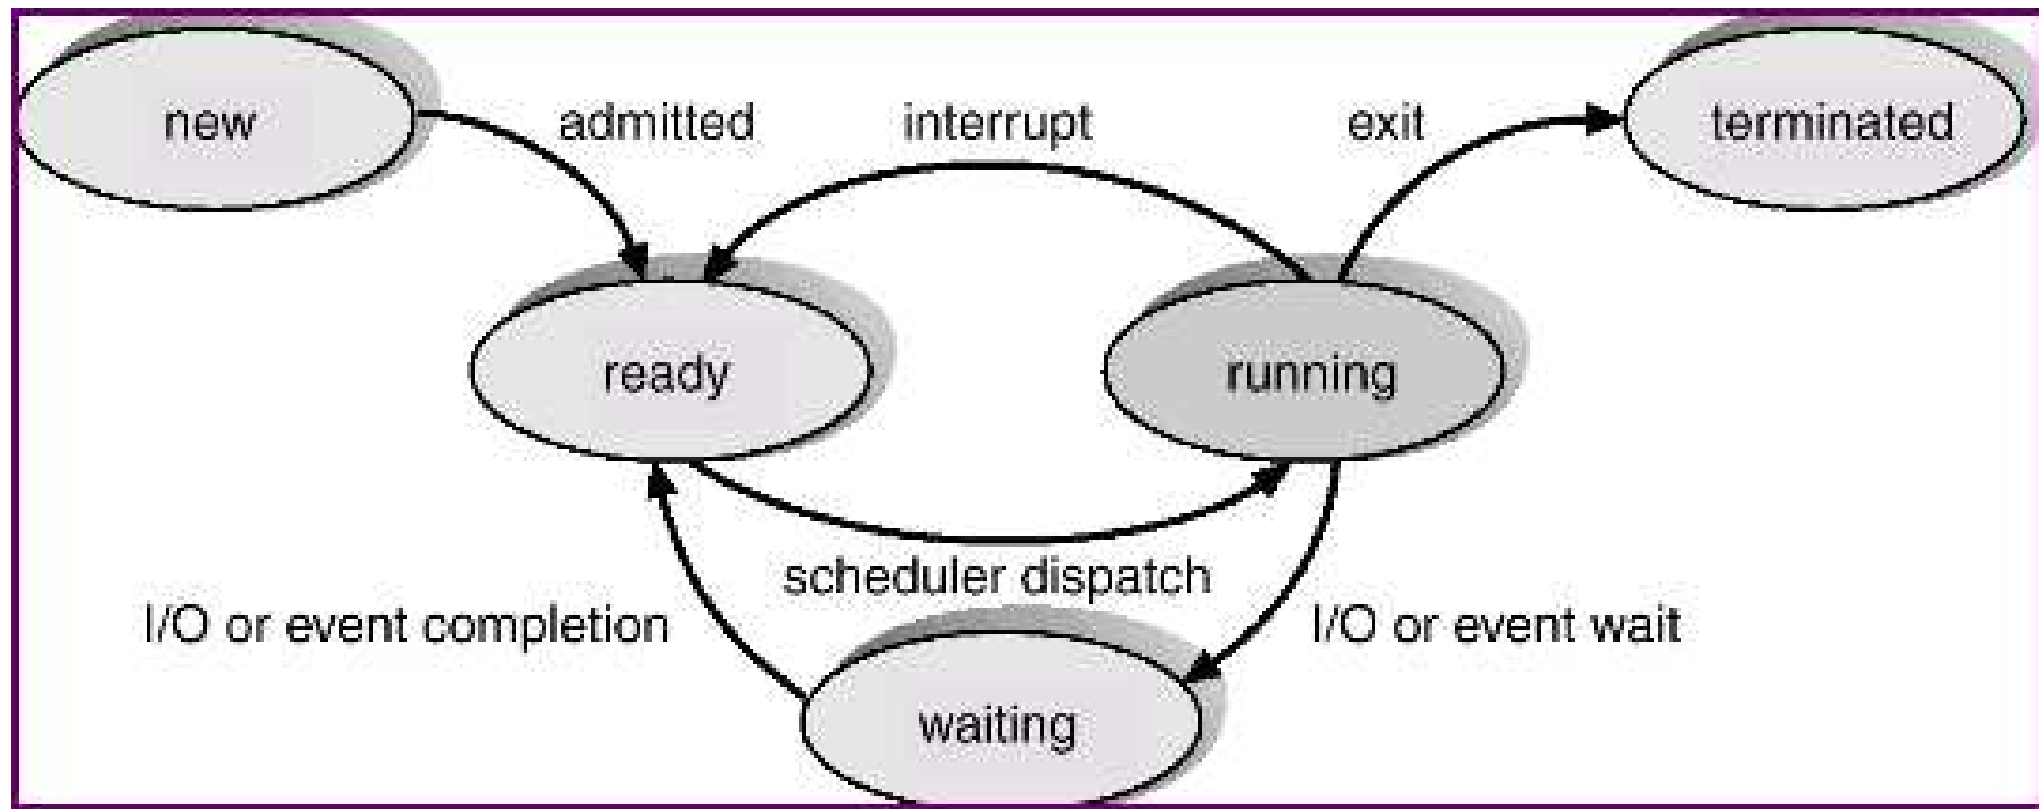 new
admitted
interrupt
exit
terminated
ready
running
scheduler dispatch
I/O or event completion
I/O or event wait
waiting